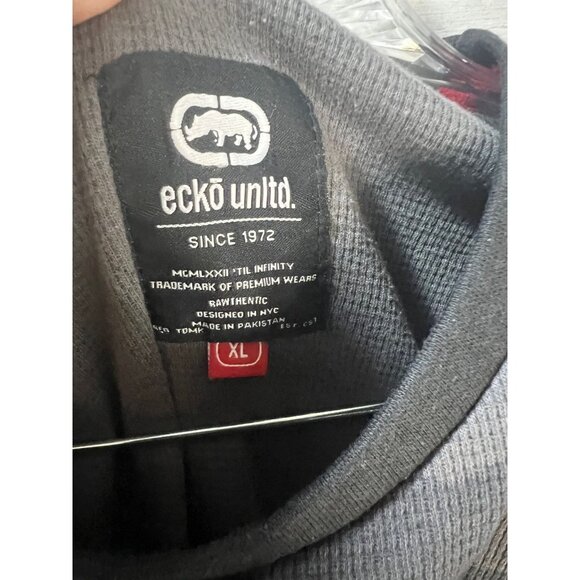 eckō unltd.
SINCE 1972
MCMLXXII 'TIL INFINITY
TRADEMARK OF PREMIUM WEARS
RAWTHENTIC
DESIGNED IN NYC
MADE IN PAKISTAN
XL